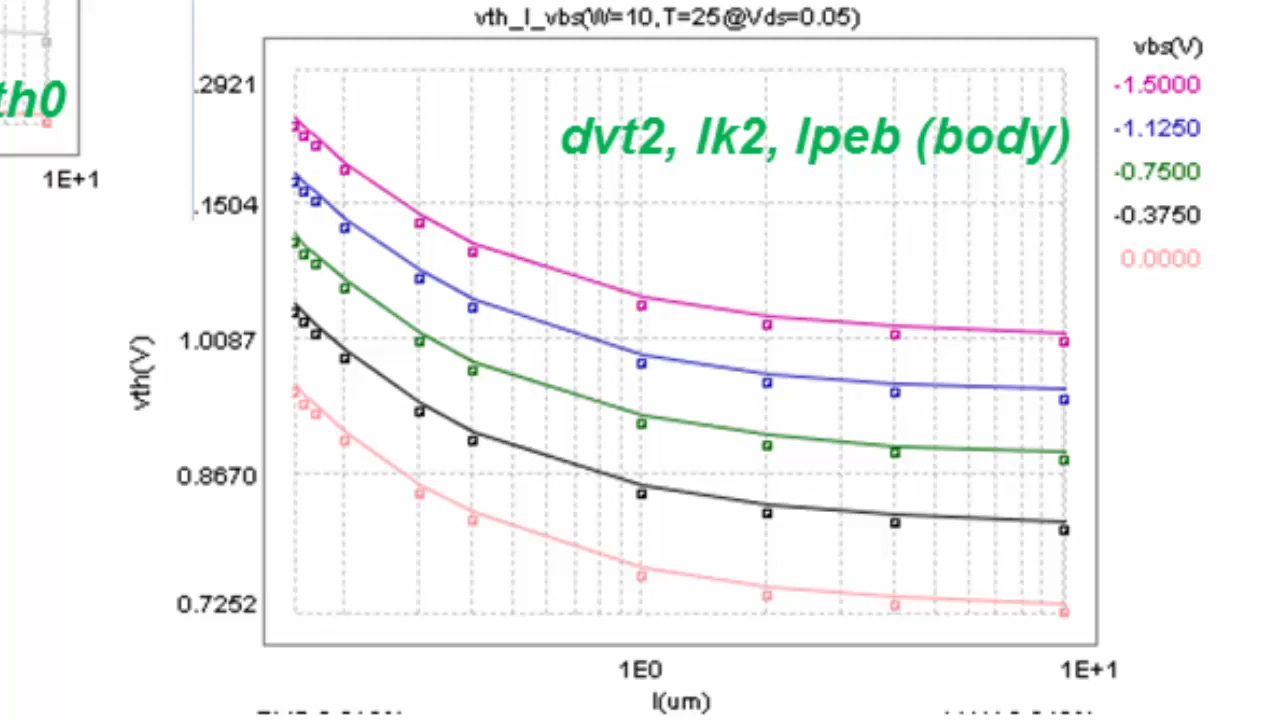 vth_l_vbs(W=10,T=25@Vds=0.05)
th0
1E+1
vbs(V)
-1.5000
-1.1250
-0.7500
-0.3750
0.0000
dvt2, lk2, lpeb (body)
.2921
.1504
1.0087
0.8670
0.7252
vth(V)
1E0
1E+1
l(um)